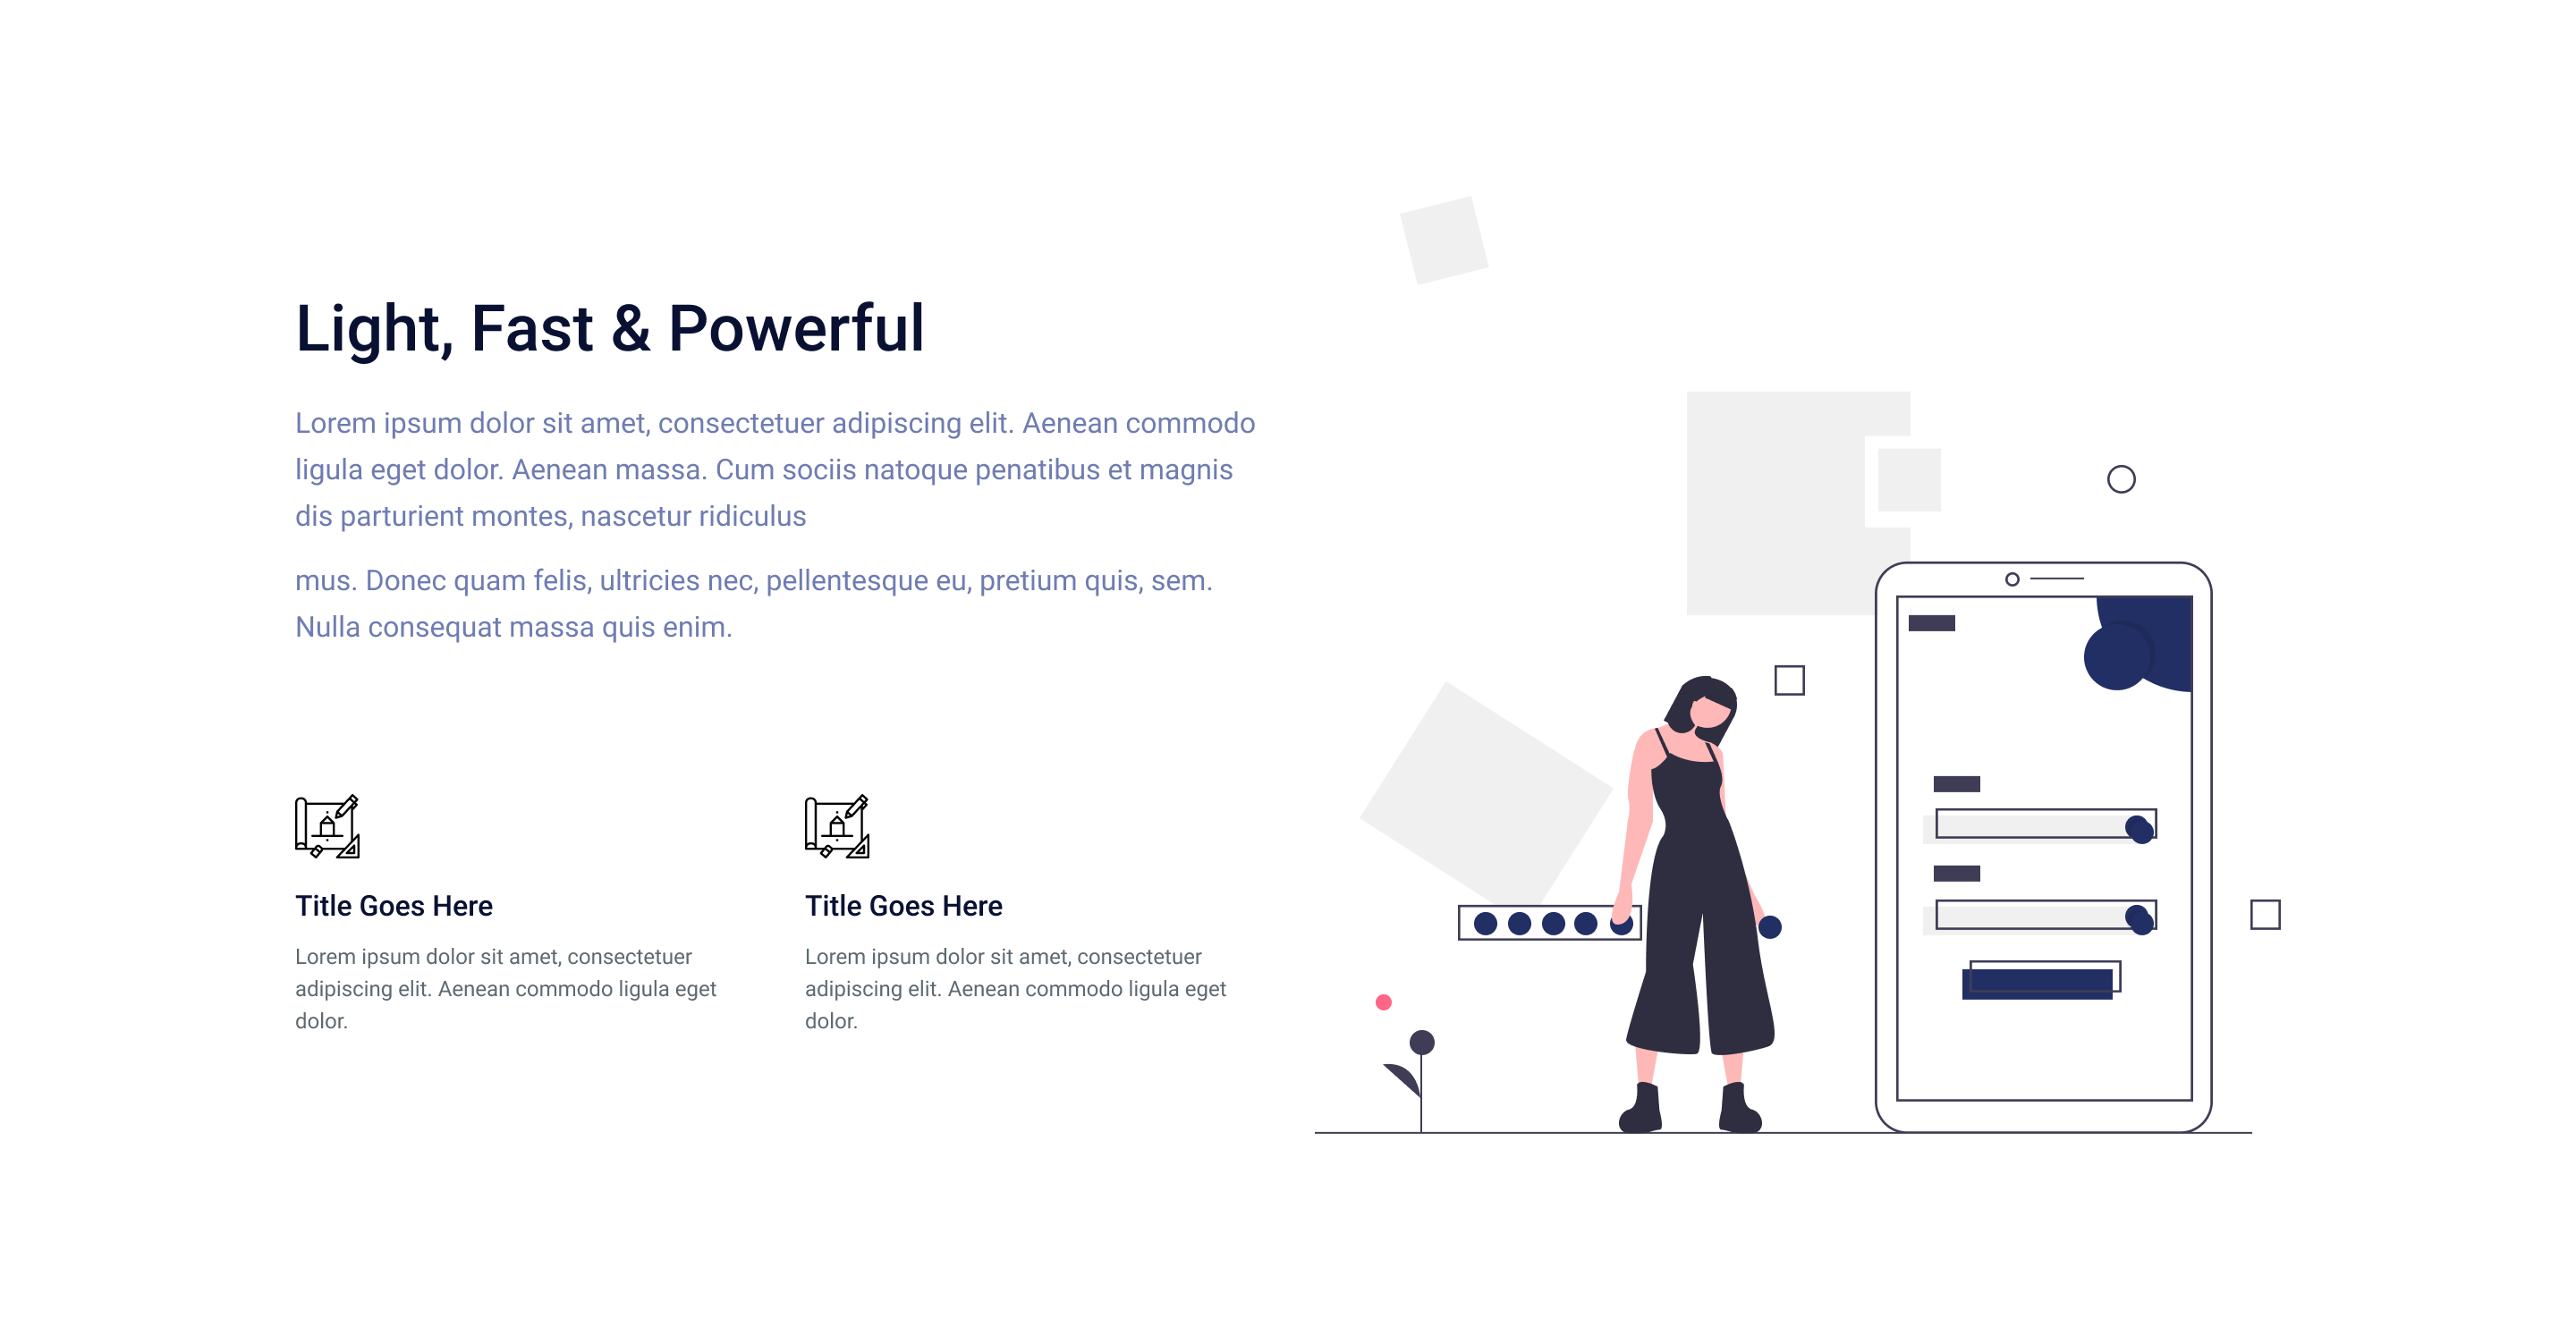 Light, Fast & Powerful
Lorem ipsum dolor sit amet, consectetuer adipiscing elit. Aenean commodo
ligula eget dolor. Aenean massa. Cum sociis natoque penatibus et magnis
dis parturient montes, nascetur ridiculus
mus. Donec quam felis, ultricies nec, pellentesque eu, pretium quis, sem.
Nulla consequat massa quis enim.
Title Goes Here
Lorem ipsum dolor sit amet, consectetuer
adipiscing elit. Aenean commodo ligula eget
dolor.
Title Goes Here
Lorem ipsum dolor sit amet, consectetuer
adipiscing elit. Aenean commodo ligula eget
dolor.